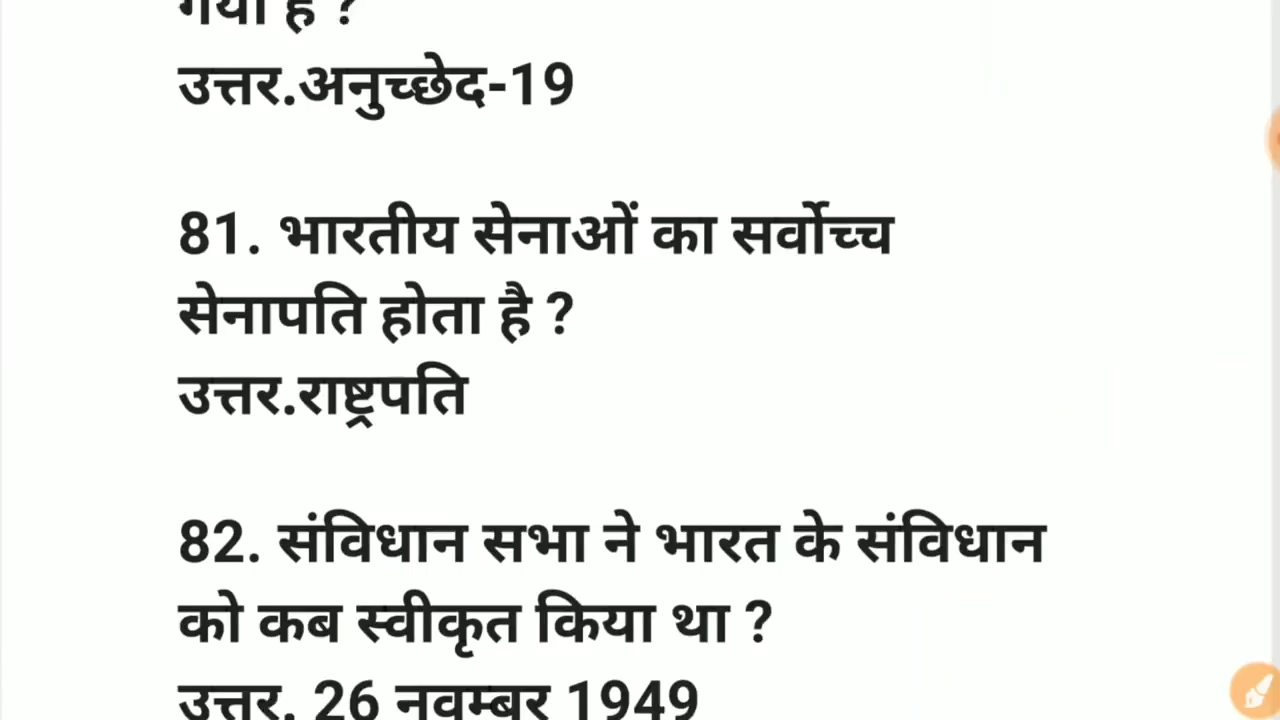 गया है ?
उत्तर.अनुच्छेद-19
81. भारतीय सेनाओं का सर्वोच्च
सेनापति होता है ?
उत्तर.राष्ट्रपति
82. संविधान सभा ने भारत के संविधान
को कब स्वीकृत किया था ?
उत्तर. 26 नवम्बर 1949